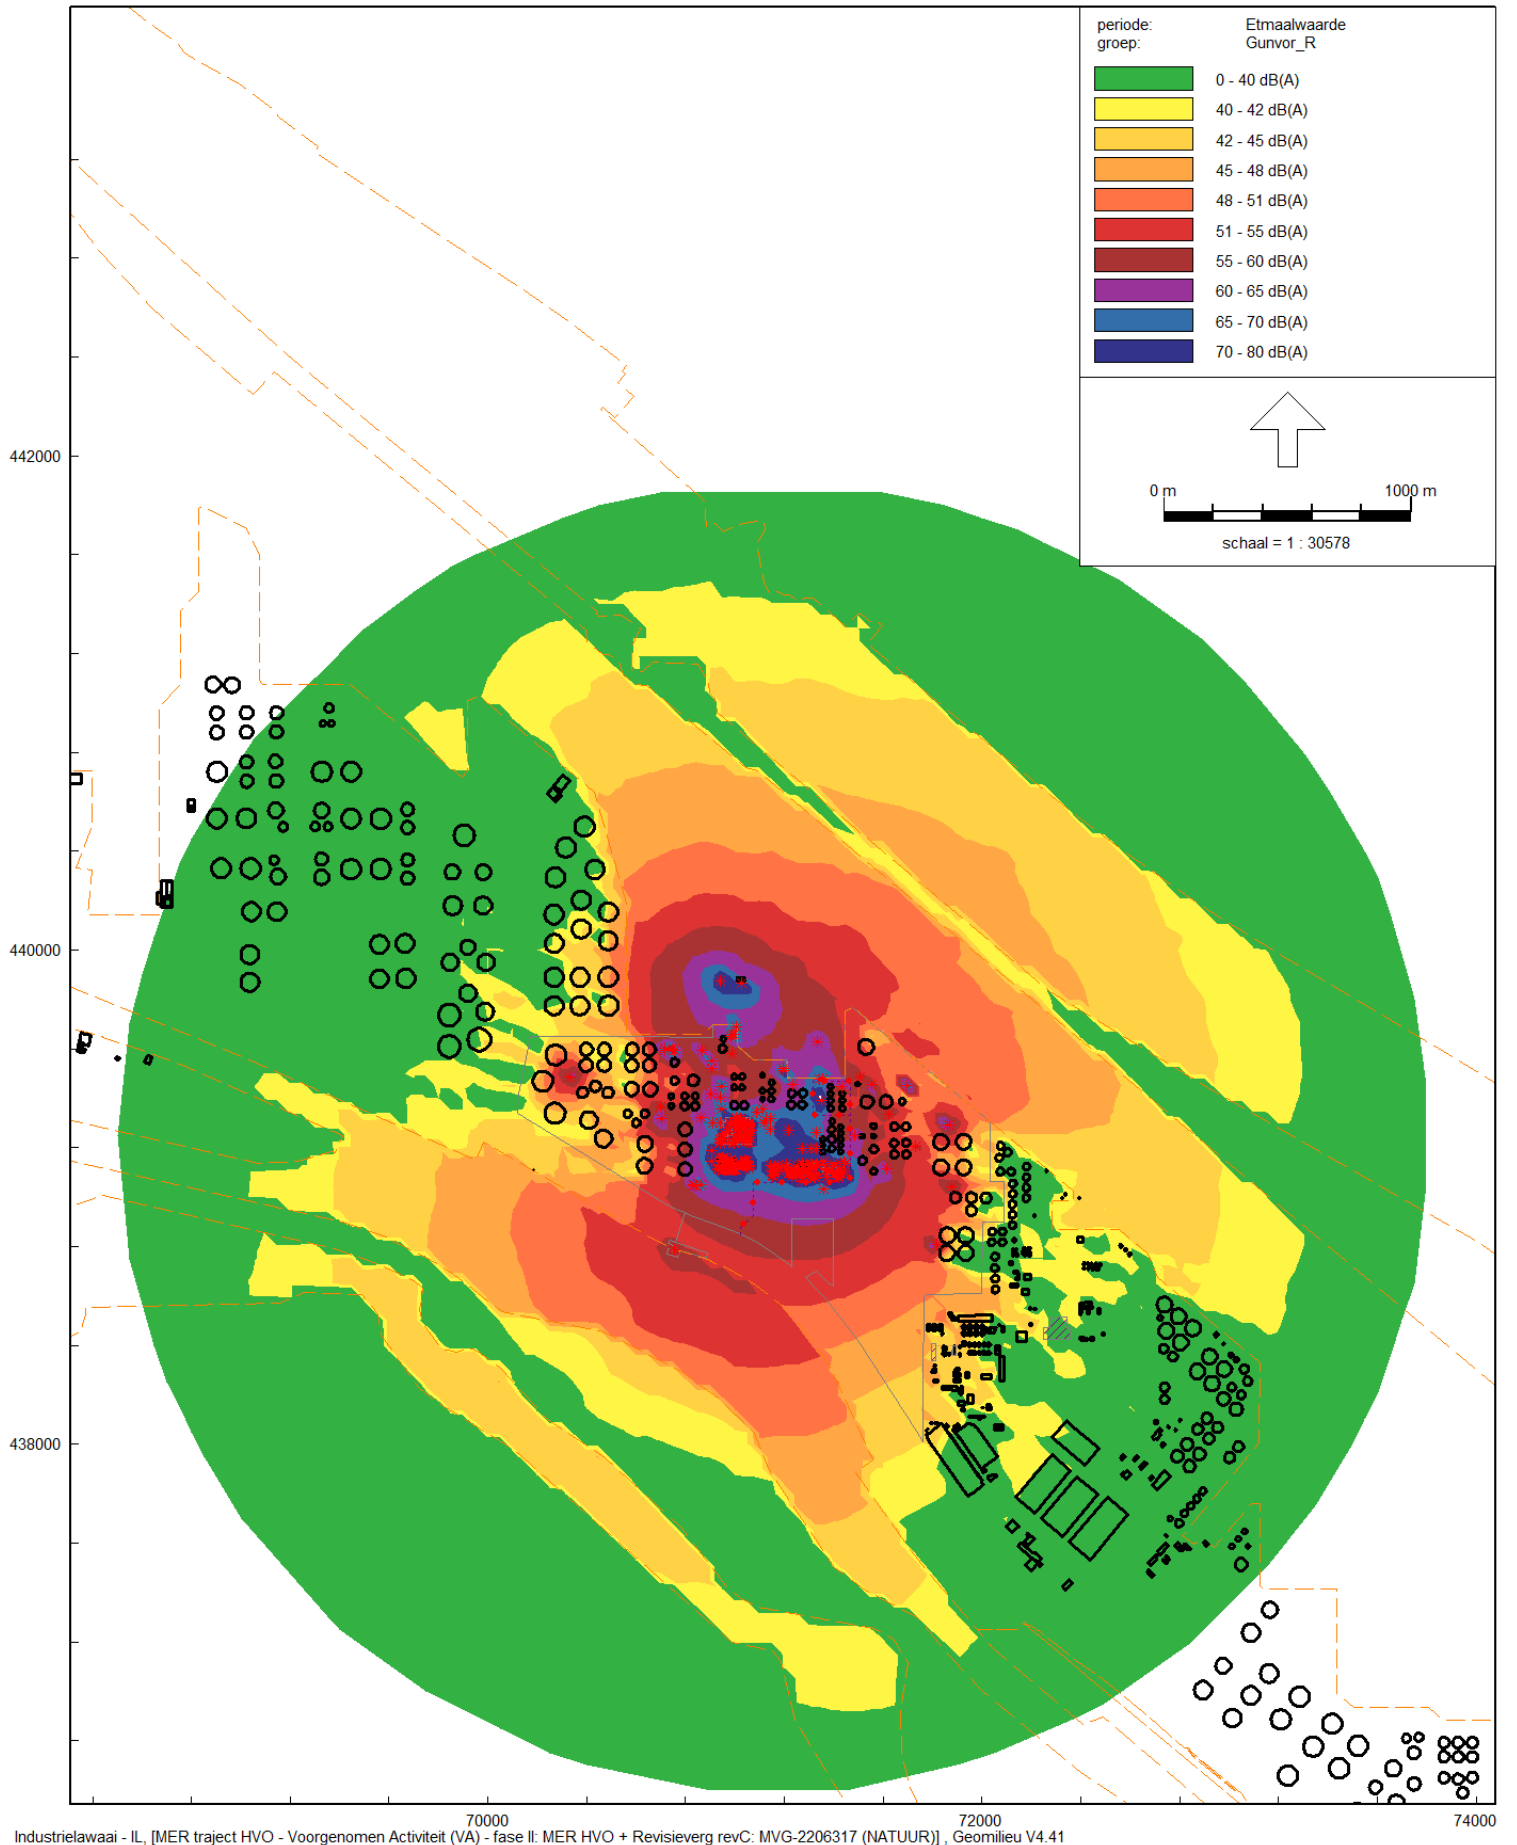 periode: Etmaalwaarde
groep: Gunvor_R
0 - 40 dB(A)
40 - 42 dB(A)
42 - 45 dB(A)
45 - 48 dB(A)
48 - 51 dB(A)
51 - 55 dB(A)
55 - 60 dB(A)
60 - 65 dB(A)
65 - 70 dB(A)
70 - 80 dB(A)
0 m 1000 m
schaal = 1 : 30578
442000
440000
438000
70000 72000 74000
Industrielawaai - IL, [MER traject HVO - Voorgenomen Activiteit (VA) - fase II: MER HVO + Revisieverg revC: MVG-2206317 (NATUUR)] , Geomilieu V4.41